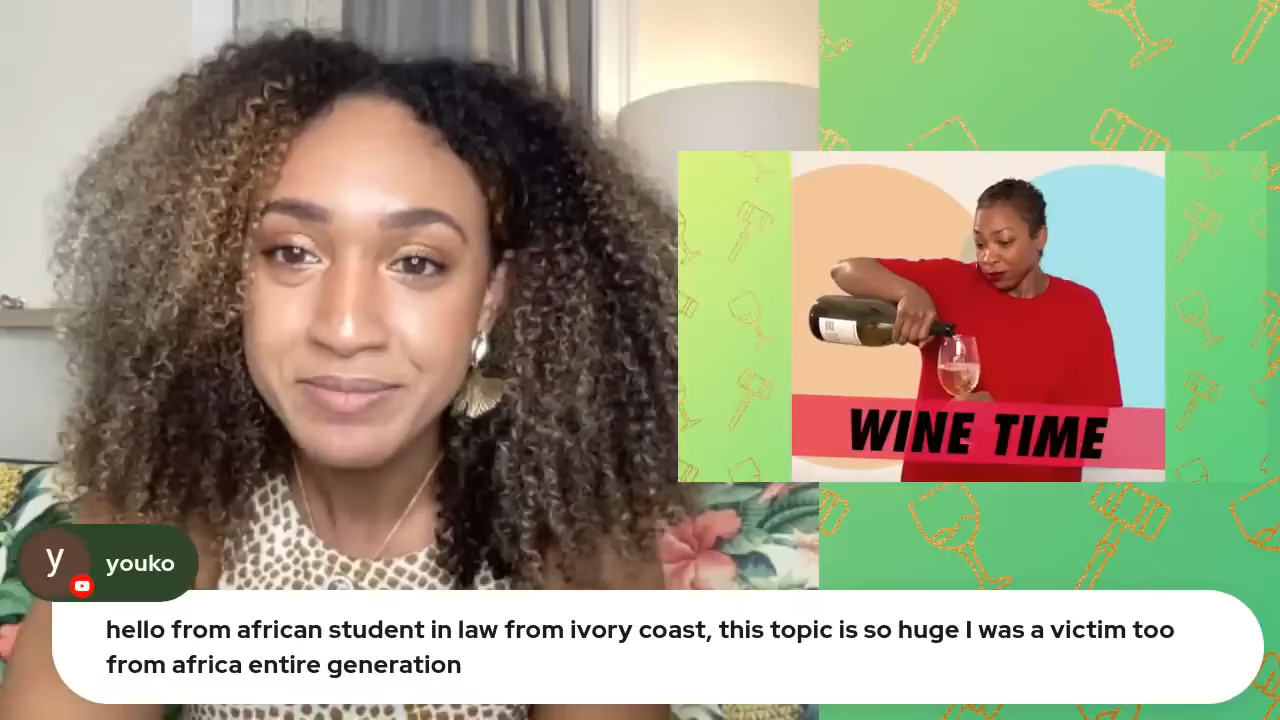 WINE TIME
y
youko
hello from african student in law from ivory coast, this topic is so huge I was a victim too
from africa entire generation